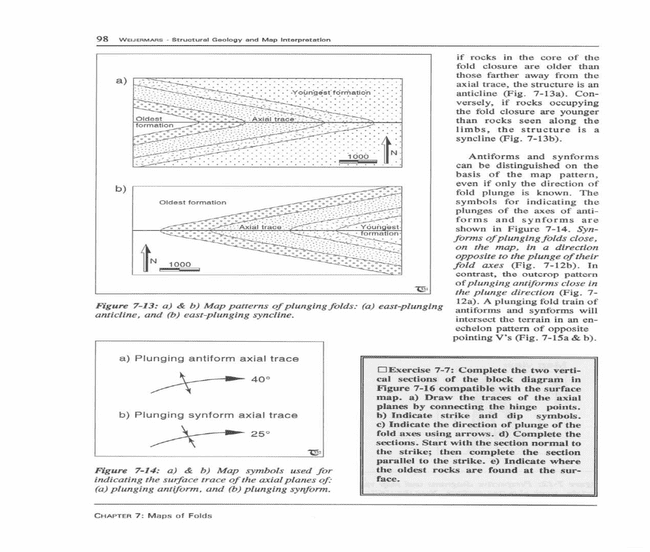 98 WEIJERMARS - Structural Geology and Map Interpretation
a)
Youngest formation
Oldest
formation
Axial trace
1000
N
b)
Oldest formation
Axial trace
Youngest
formation
N
1000
Figure 7-13: a) & b) Map patterns of plunging folds: (a) east-plunging
anticline, and (b) east-plunging syncline.
a) Plunging antiform axial trace
40°
b) Plunging synform axial trace
25°
Figure 7-14: a) & b) Map symbols used for
indicating the surface trace of the axial planes of:
(a) plunging antiform, and (b) plunging synform.
if rocks in the core of the
fold closure are older than
those farther away from the
axial trace, the structure is an
anticline (Fig. 7-13a). Con-
versely, if rocks occupying
the fold closure are younger
than rocks seen along the
limbs, the structure is a
syncline (Fig. 7-13b).
Antiforms and synforms
can be distinguished on the
basis of the map pattern,
even if only the direction of
fold plunge is known. The
symbols for indicating the
plunges of the axes of anti-
forms and synforms are
shown in Figure 7-14. Syn-
forms of plunging folds close,
on the map, in a direction
opposite to the plunge of their
fold axes (Fig. 7-12b). In
contrast, the outcrop pattern
of plunging antiforms close in
the plunge direction (Fig. 7-
12a). A plunging fold train of
antiforms and synforms will
intersect the terrain in an en-
echelon pattern of opposite
pointing V's (Fig. 7-15a & b).
☐ Exercise 7-7: Complete the two verti-
cal sections of the block diagram in
Figure 7-16 compatible with the surface
map. a) Draw the traces of the axial
planes by connecting the hinge points.
b) Indicate strike and dip symbols.
c) Indicate the direction of plunge of the
fold axes using arrows. d) Complete the
sections. Start with the section normal to
the strike; then complete the section
parallel to the strike. e) Indicate where
the oldest rocks are found at the sur-
face.
CHAPTER 7: Maps of Folds